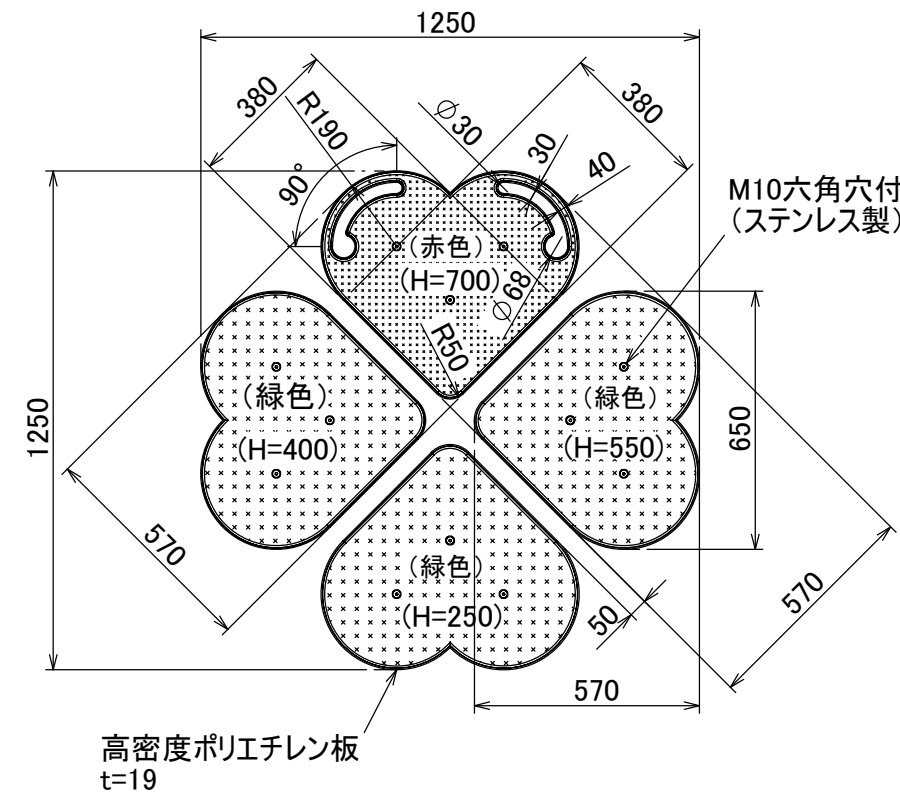 1250
380
R190
∅30
380
30
40
90°
M10六角穴付
(ステンレス製)
(赤色)
(H=700)
∅68
R50
(緑色)
(H=400)
(緑色)
(H=550)
1250
650
570
(緑色)
(H=250)
50
570
570
高密度ポリエチレン板
t=19